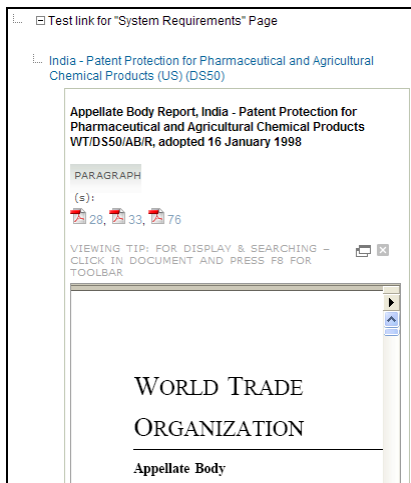 Test link for "System Requirements" Page
India - Patent Protection for Pharmaceutical and Agricultural
Chemical Products (US) (DS50)
Appellate Body Report, India - Patent Protection for
Pharmaceutical and Agricultural Chemical Products
WT/DS50/AB/R, adopted 16 January 1998
PARAGRAPH
(s):
28, 33, 76
VIEWING TIP: FOR DISPLAY & SEARCHING –
CLICK IN DOCUMENT AND PRESS F8 FOR
TOOLBAR
WORLD TRADE
ORGANIZATION
Appellate Body